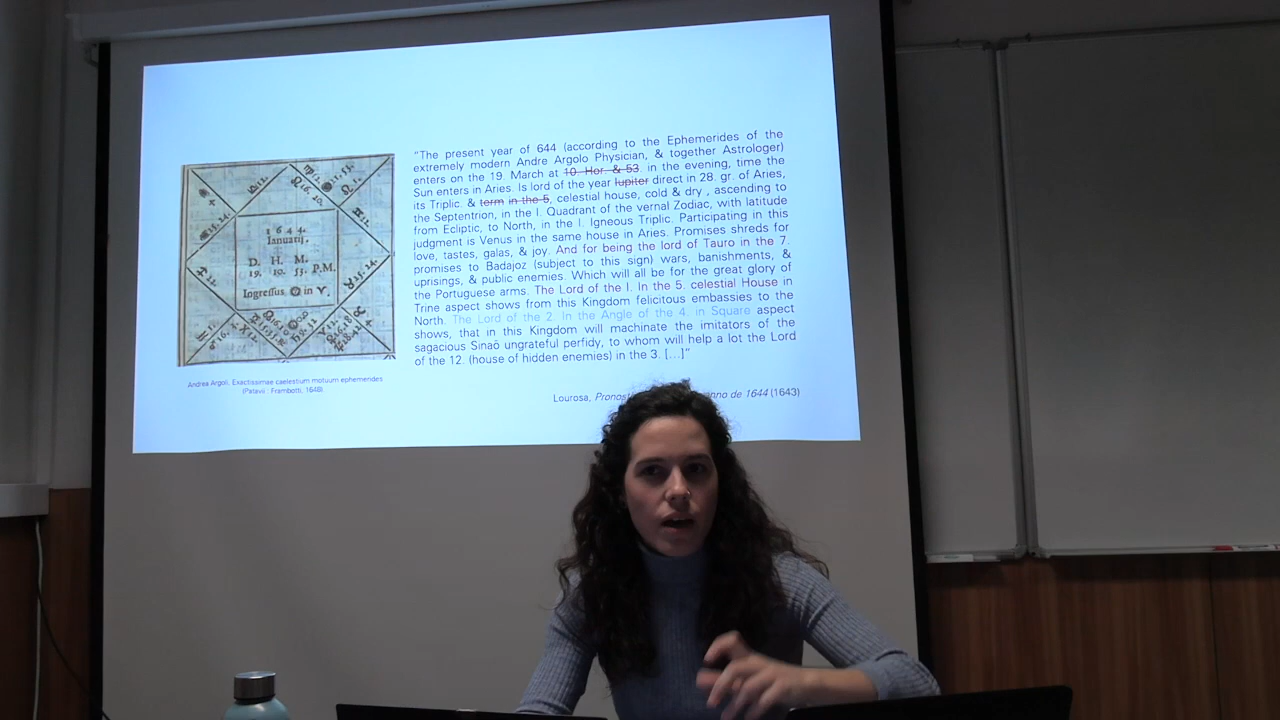 1644.
Ianuarij.
D. H. M.
19. 10. 53. P.M.
Ingressus in
Andrea Argoli, Exactissimae caelestium motuum ephemerides
(Patavii : Frambotti, 1648)
"The present year of 644 (according to the Ephemerides of the
extremely modern Andre Argolo Physician, & together Astrologer)
enters on the 19. March at 10. Hor. & 53. in the evening, time the
Sun enters in Aries. Is lord of the year Iupiter direct in 28. gr. of Aries,
its Triplic. & term in the 5, celestial house, cold & dry , ascending to
the Septentrion, in the I. Quadrant of the vernal Zodiac, with latitude
from Ecliptic, to North, in the I. Igneous Triplic. Participating in this
judgment is Venus in the same house in Aries. Promises shreds for
love, tastes, galas, & joy. And for being the lord of Tauro in the 7.
promises to Badajoz (subject to this sign) wars, banishments, &
uprisings, & public enemies. Which will all be for the great glory of
the Portuguese arms. The Lord of the I. In the 5. celestial House in
Trine aspect shows from this Kingdom felicitous embassies to the
North. The Lord of the 2. In the Angle of the 4. in Square aspect
shows, that in this Kingdom will machinate the imitators of the
sagacious Sinaõ ungrateful perfidy, to whom will help a lot the Lord
of the 12. (house of hidden enemies) in the 3. [...]"
Lourosa, anno de 1644 (1643)